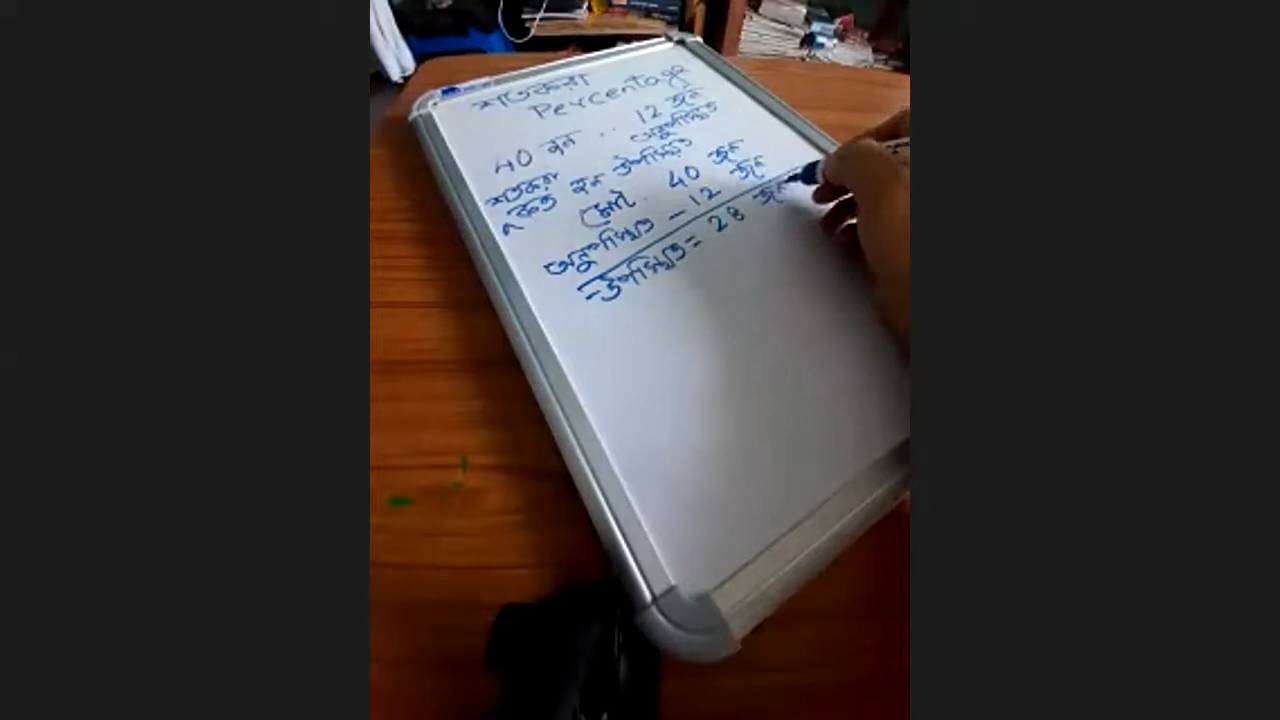 শতকরা
Percentage
40 জন .. 12 জন
অনুপস্থিত
শতকরা
কত জন উপস্থিত
মোট . 40 জন
অনুপস্থিত – 12 জন
উপস্থিত = 28 জন